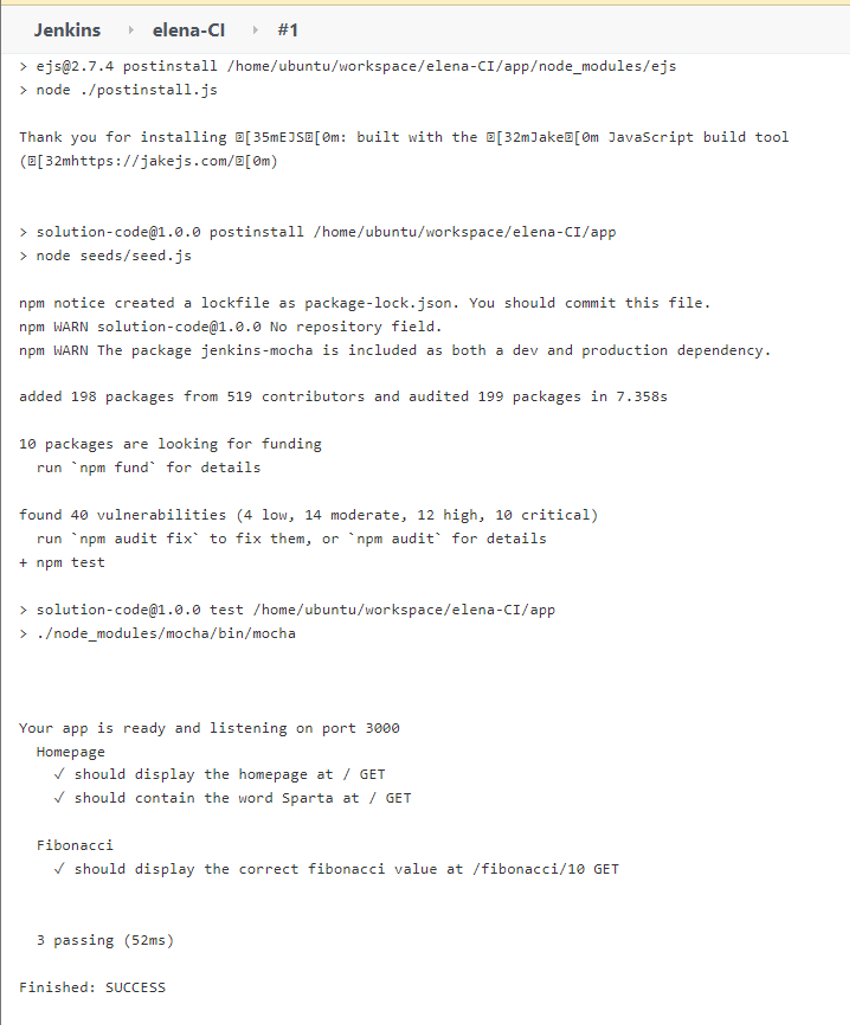 Jenkins elena-CI #1
> ejs@2.7.4 postinstall /home/ubuntu/workspace/elena-CI/app/node_modules/ejs
> node ./postinstall.js
Thank you for installing [35mEJS[0m: built with the [32mJake[0m JavaScript build tool
([32mhttps://jakejs.com/[0m)
> solution-code@1.0.0 postinstall /home/ubuntu/workspace/elena-CI/app
> node seeds/seed.js
npm notice created a lockfile as package-lock.json. You should commit this file.
npm WARN solution-code@1.0.0 No repository field.
npm WARN The package jenkins-mocha is included as both a dev and production dependency.
added 198 packages from 519 contributors and audited 199 packages in 7.358s
10 packages are looking for funding
run `npm fund` for details
found 40 vulnerabilities (4 low, 14 moderate, 12 high, 10 critical)
run `npm audit fix` to fix them, or `npm audit` for details
+ npm test
> solution-code@1.0.0 test /home/ubuntu/workspace/elena-CI/app
> ./node_modules/mocha/bin/mocha
Your app is ready and listening on port 3000
Homepage
✓ should display the homepage at / GET
✓ should contain the word Sparta at / GET
Fibonacci
✓ should display the correct fibonacci value at /fibonacci/10 GET
3 passing (52ms)
Finished: SUCCESS